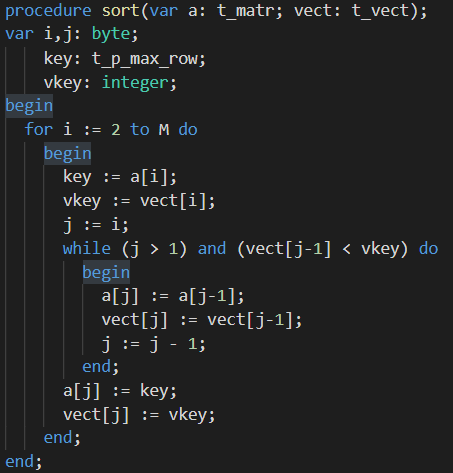 procedure sort(var a: t_matr; vect: t_vect);
var i,j: byte;
    key: t_p_max_row;
    vkey: integer;
begin
  for i := 2 to M do
    begin
      key := a[i];
      vkey := vect[i];
      j := i;
      while (j > 1) and (vect[j-1] < vkey) do
        begin
          a[j] := a[j-1];
          vect[j] := vect[j-1];
          j := j - 1;
        end;
      a[j] := key;
      vect[j] := vkey;
    end;
end;